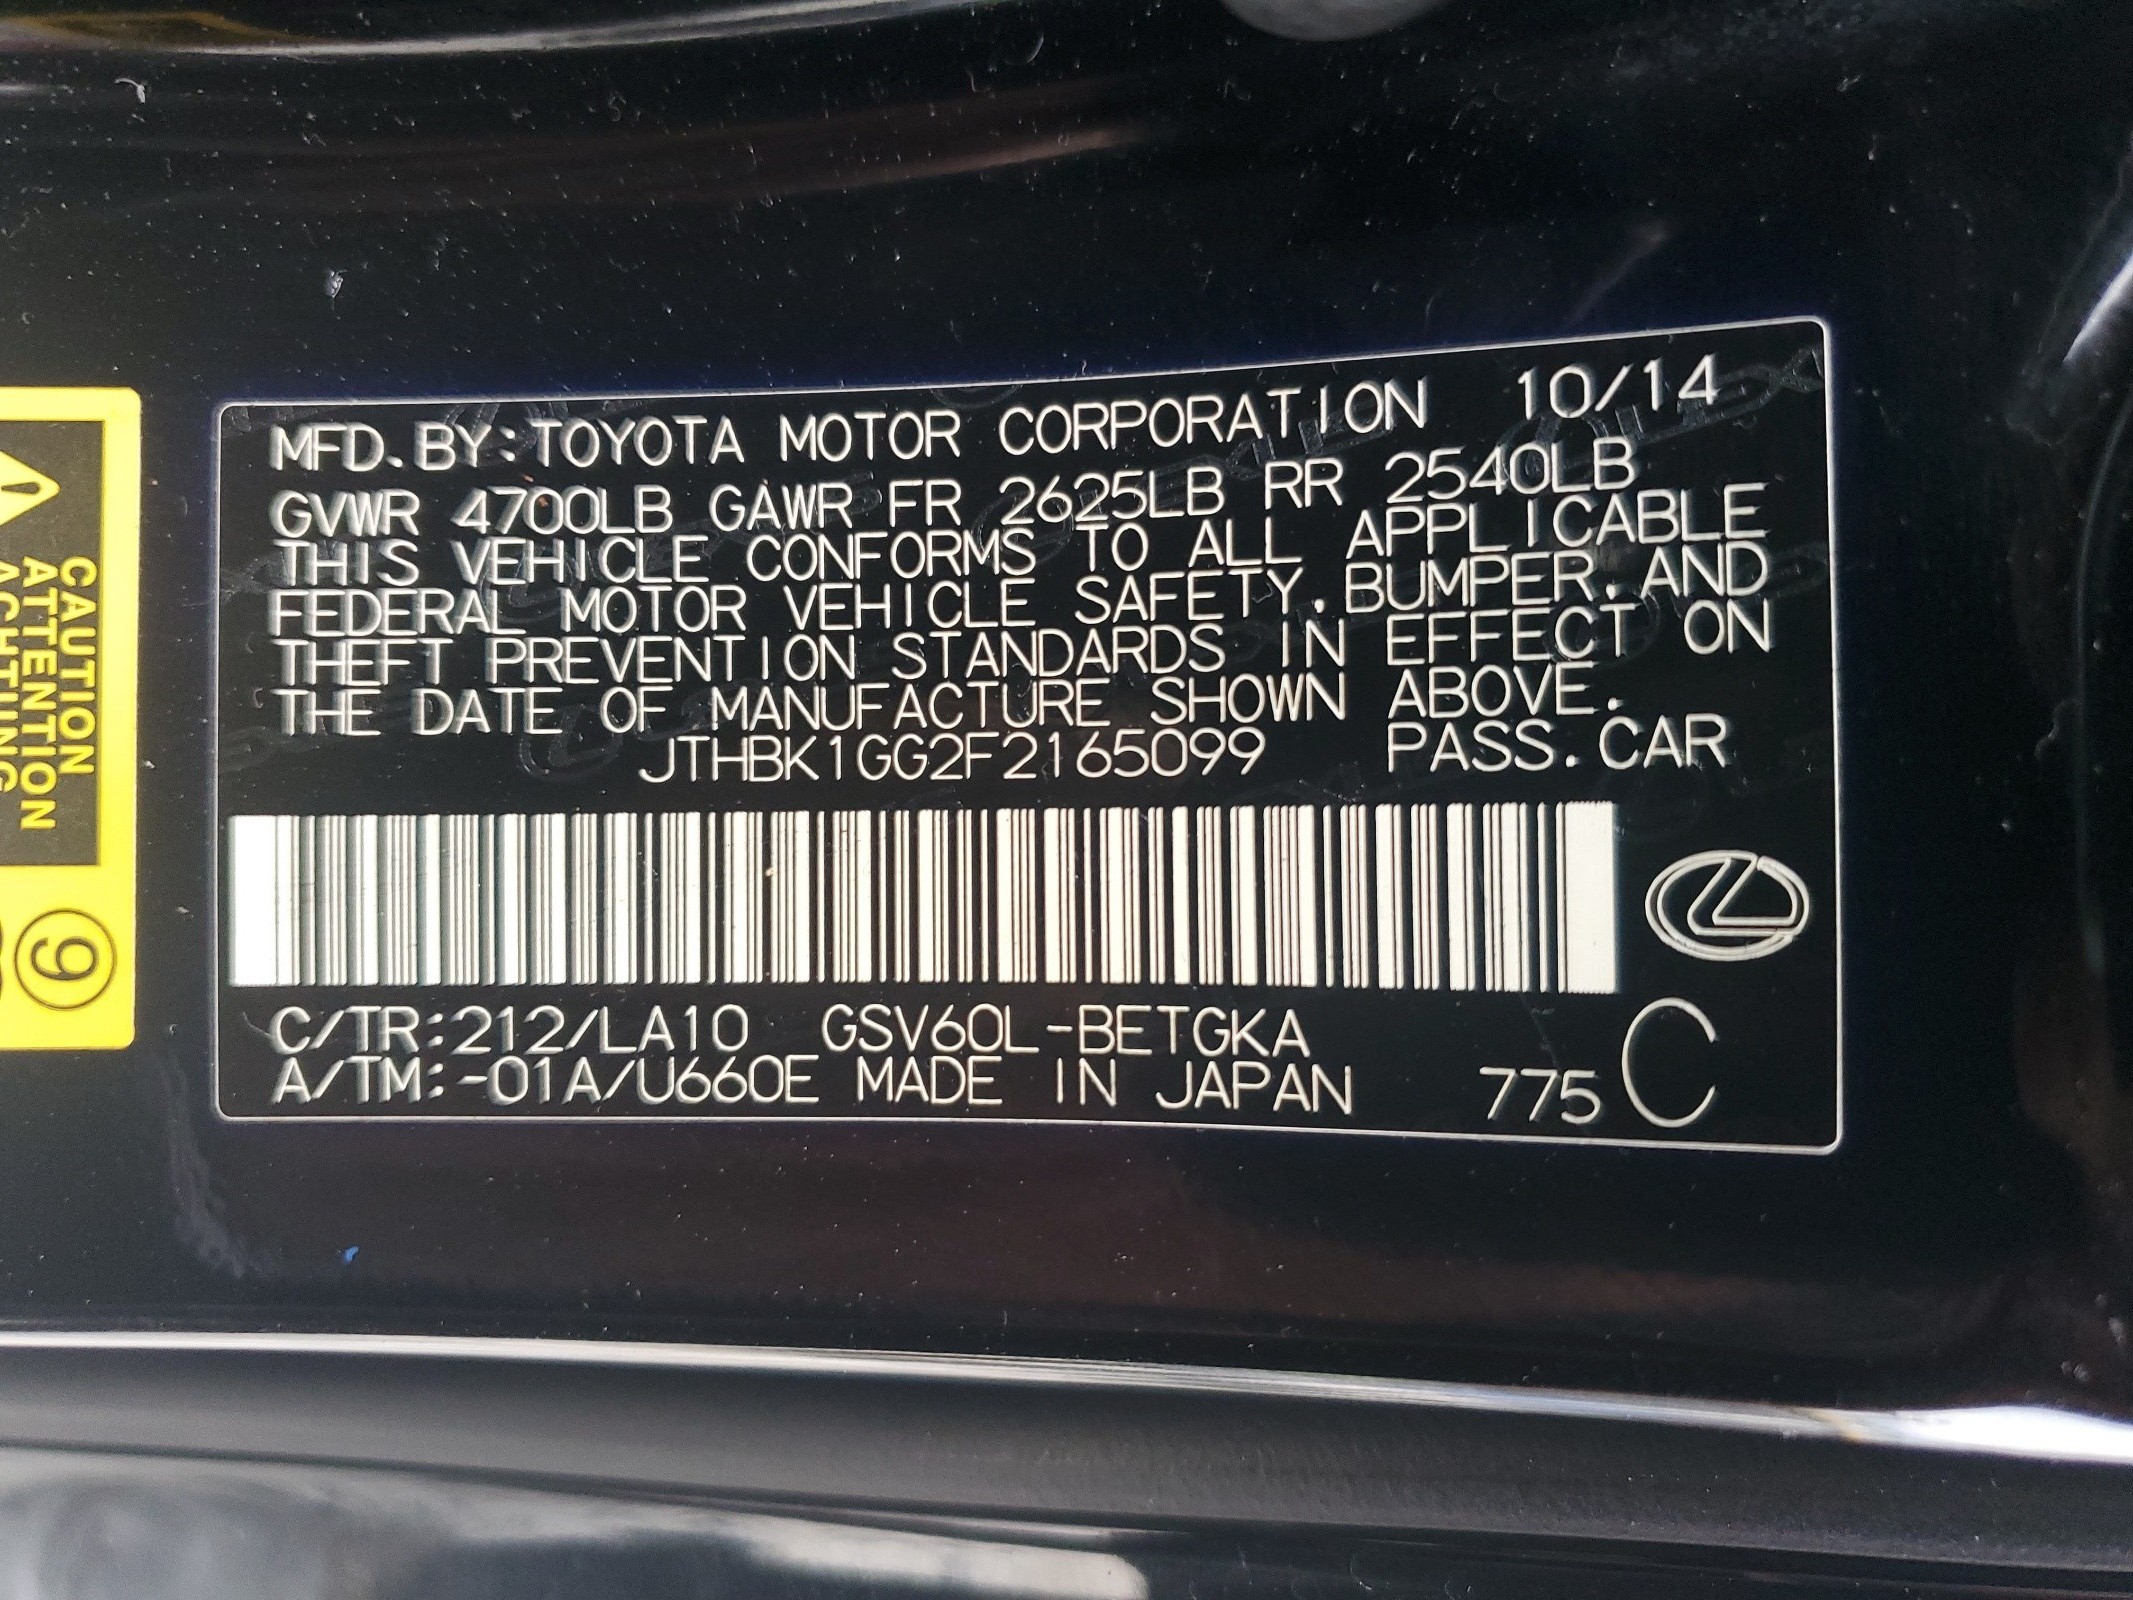 MFD.BY:TOYOTA MOTOR CORPORATION 10/14
GVWR 4700LB GAWR FR 2625LB RR 2540LB
THIS VEHICLE CONFORMS TO ALL APPLICABLE
FEDERAL MOTOR VEHICLE SAFETY,BUMPER,AND
THEFT PREVENTION STANDARDS IN EFFECT ON
THE DATE OF MANUFACTURE SHOWN ABOVE.
JTHBK1GG2F2165099 PASS.CAR
C/TR:212/LA10 GSV60L-BETGKA
A/TM:-01A/U660E MADE IN JAPAN 775 C
CAUTION
ATTENTION
ACHTUNG
9